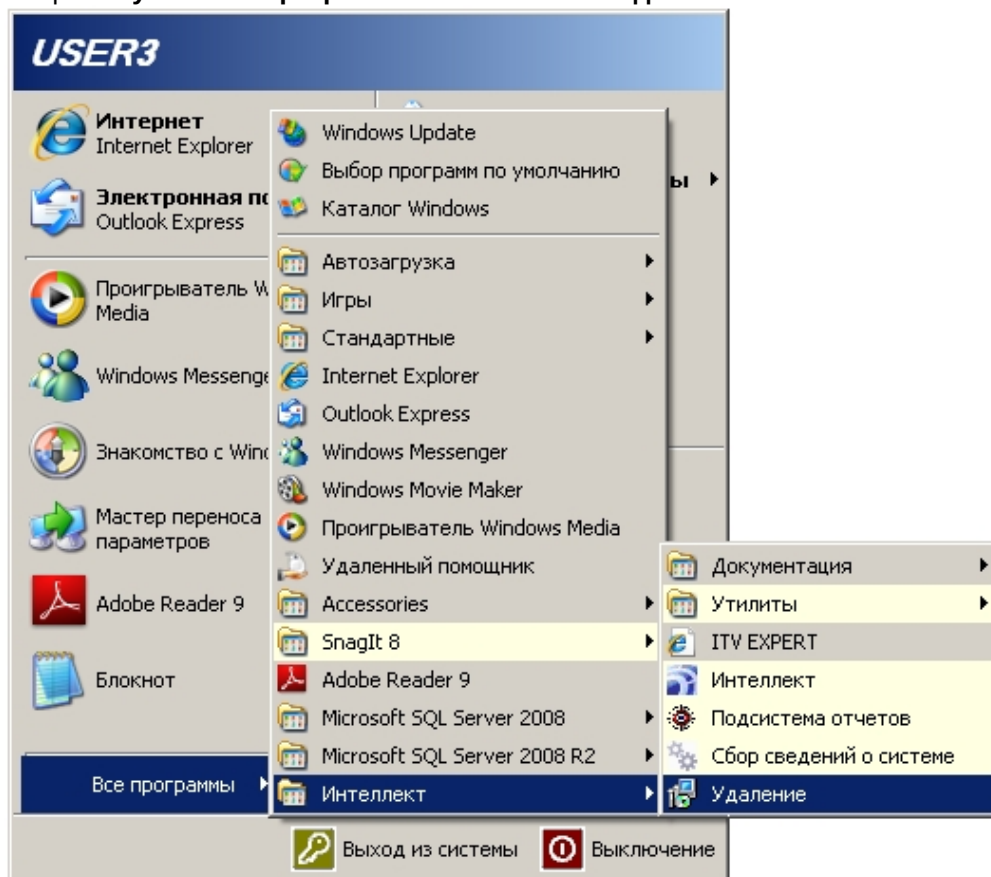 USER3
Интернет
Internet Explorer
Электронная по
Outlook Express
Проигрыватель W
Media
Windows Messenge
Знакомство с Wind
Мастер переноса
параметров
Adobe Reader 9
Блокнот
Все программы
Windows Update
Выбор программ по умолчанию
Каталог Windows
Автозагрузка
Игры
Стандартные
Internet Explorer
Outlook Express
Windows Messenger
Windows Movie Maker
Проигрыватель Windows Media
Удаленный помощник
Accessories
SnagIt 8
Adobe Reader 9
Microsoft SQL Server 2008
Microsoft SQL Server 2008 R2
Интеллект
ы
Документация
Утилиты
ITV EXPERT
Интеллект
Подсистема отчетов
Сбор сведений о системе
Удаление
Выход из системы
Выключение